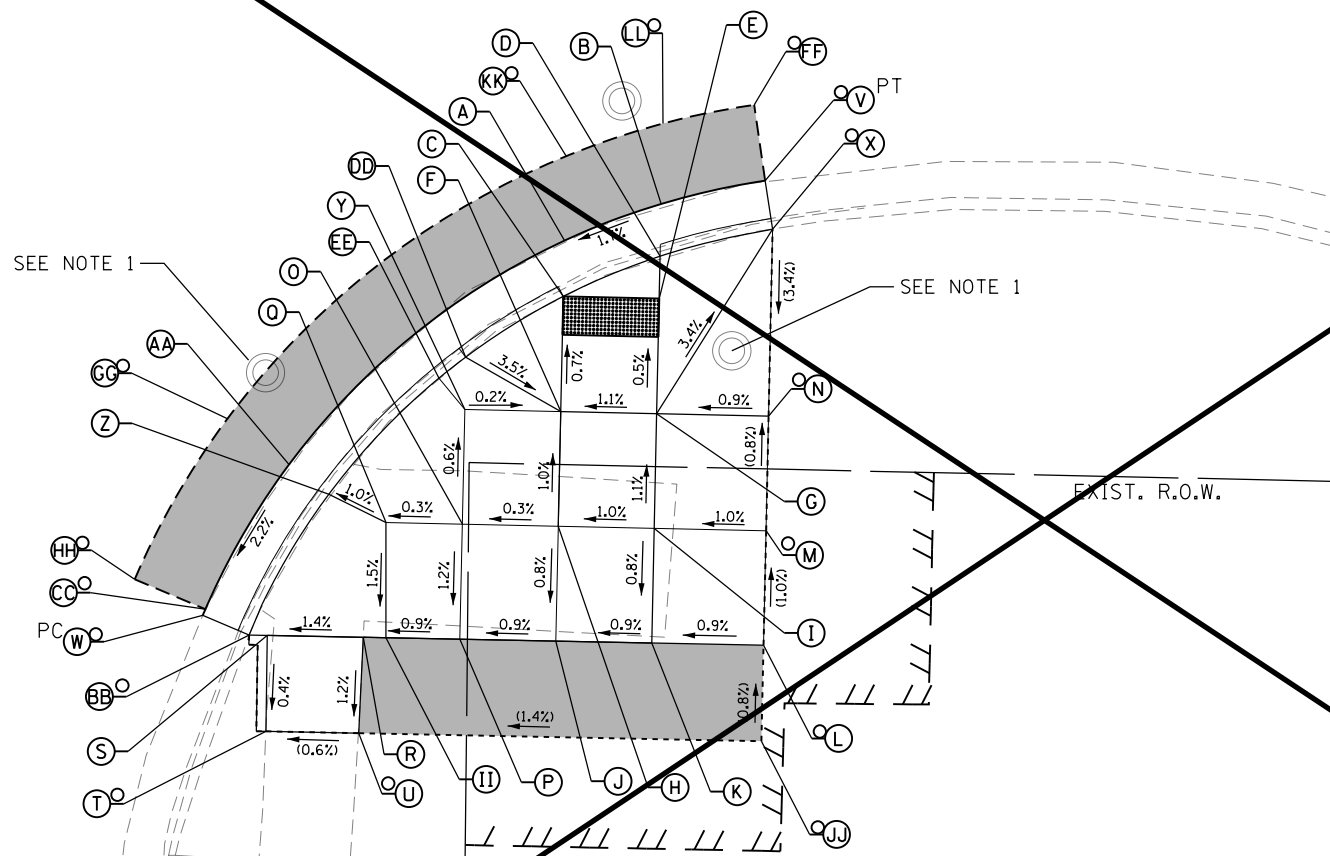 E
D
B
LL
FF
KK
V PT
A
X
C
DD
F
Y
EE
1.1%
SEE NOTE 1
O
SEE NOTE 1
(3.4%)
Q
3.4%
AA
3.5%
0.7%
0.5%
GG
N
0.2%
1.1%
0.9%
Z
0.6%
1.0%
1.1%
(0.8%)
EXIST. R.O.W.
1.0%
G
0.3%
0.3%
1.0%
1.0%
2.2%
HH
M
CC
1.5%
1.2%
0.8%
0.8%
(1.0%)
PC W
1.4%
0.9%
0.9%
0.9%
0.9%
I
BB
0.4%
1.2%
(0.8%)
(1.4%)
S
(0.6%)
R
L
T
U
II
P
J
H
K
JJ